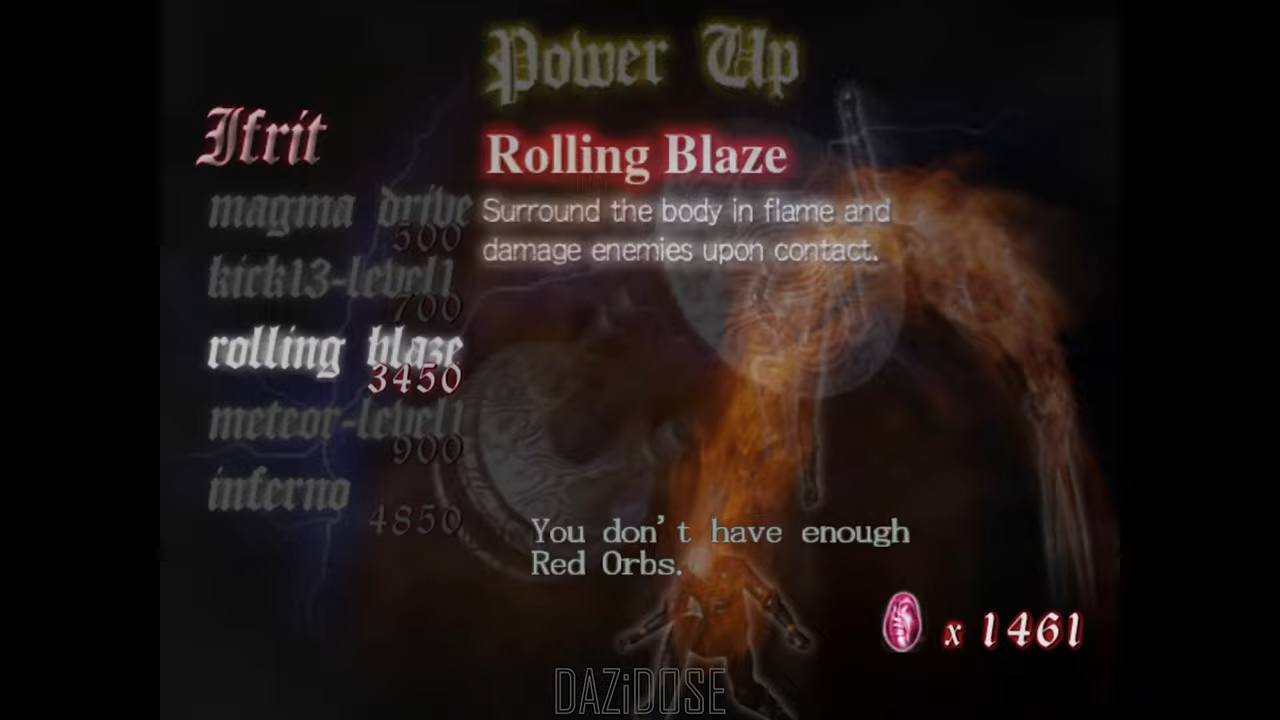 Power Up
Ifrit
magma drive
500
kick13-level1
700
rolling blaze
3450
meteor-level1
900
inferno
4850
Rolling Blaze
Surround the body in flame and
damage enemies upon contact.
You don't have enough
Red Orbs.
x 1461
DAZiDOSE